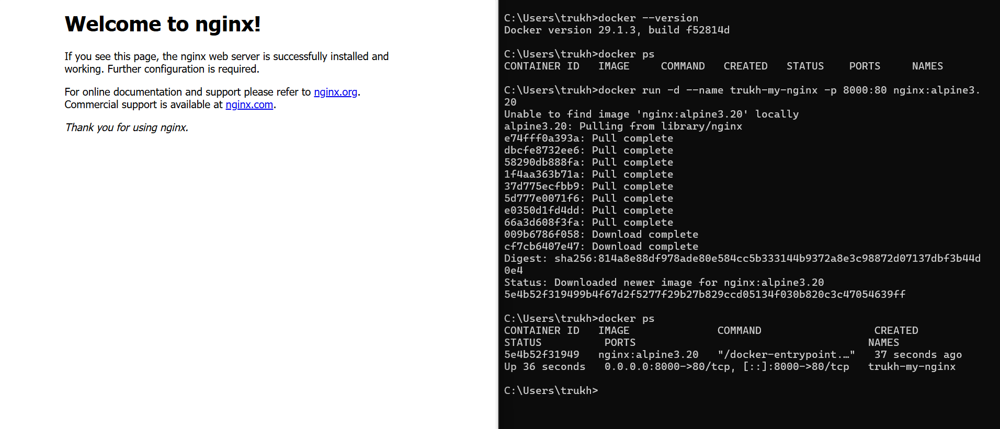 Welcome to nginx!
If you see this page, the nginx web server is successfully installed and
working. Further configuration is required.
For online documentation and support please refer to nginx.org.
Commercial support is available at nginx.com.
Thank you for using nginx.
C:\Users\trukh>docker --version
Docker version 29.1.3, build f52814d
C:\Users\trukh>docker ps
CONTAINER ID   IMAGE     COMMAND   CREATED   STATUS    PORTS     NAMES
C:\Users\trukh>docker run -d --name trukh-my-nginx -p 8000:80 nginx:alpine3.
20
Unable to find image 'nginx:alpine3.20' locally
alpine3.20: Pulling from library/nginx
e74fff0a393a: Pull complete
dbcfe8732ee6: Pull complete
58290db888fa: Pull complete
1f4aa363b71a: Pull complete
37d775ecfbb9: Pull complete
5d777e0071f6: Pull complete
e0350d1fd4dd: Pull complete
66a3d608f3fa: Pull complete
009b6786f058: Download complete
cf7cb6407e47: Download complete
Digest: sha256:814a8e88df978ade80e584cc5b333144b9372a8e3c98872d07137dbf3b44d
0e4
Status: Downloaded newer image for nginx:alpine3.20
5e4b52f319499b4f67d2f5277f29b27b829ccd05134f030b820c3c47054639ff
C:\Users\trukh>docker ps
CONTAINER ID   IMAGE              COMMAND                  CREATED
STATUS          PORTS                                     NAMES
5e4b52f31949   nginx:alpine3.20   "/docker-entrypoint.…"   37 seconds ago
Up 36 seconds   0.0.0.0:8000->80/tcp, [::]:8000->80/tcp   trukh-my-nginx
C:\Users\trukh>